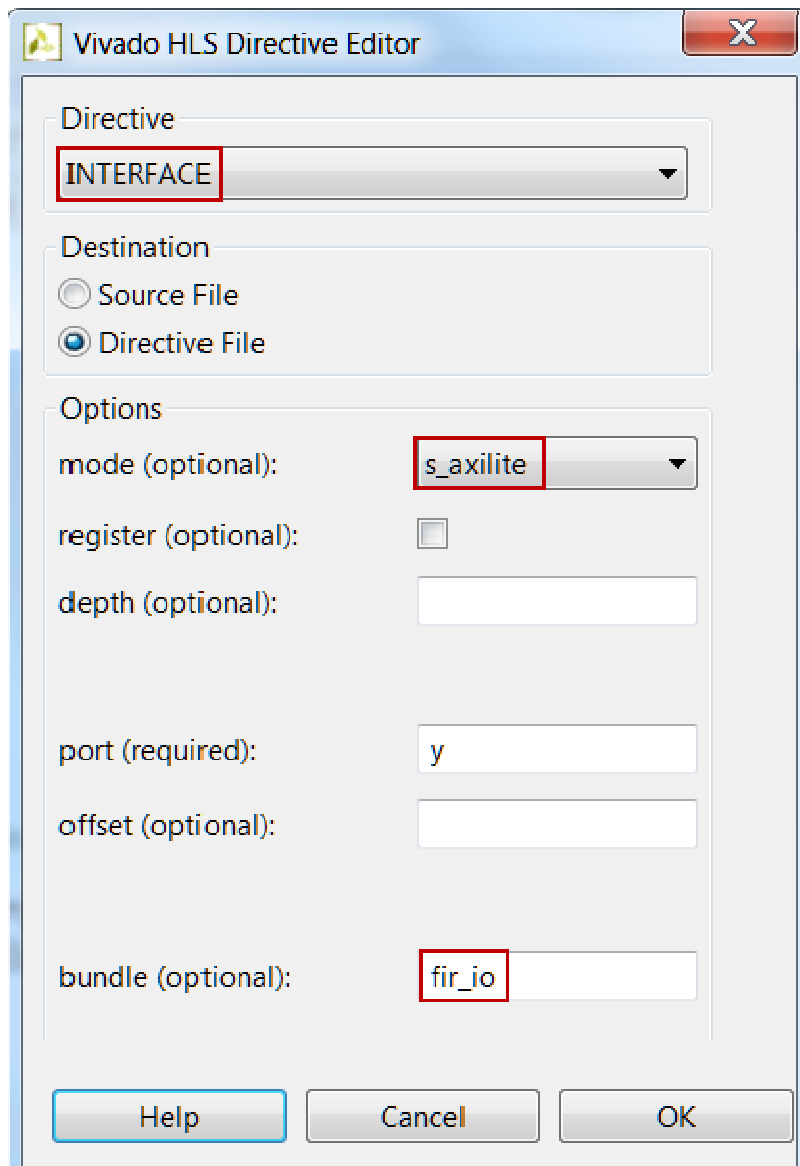 Vivado HLS Directive Editor
Directive
INTERFACE
Destination
Source File
Directive File
Options
mode (optional): s_axilite
register (optional):
depth (optional):
port (required): y
offset (optional):
bundle (optional): fir_io
Help Cancel OK